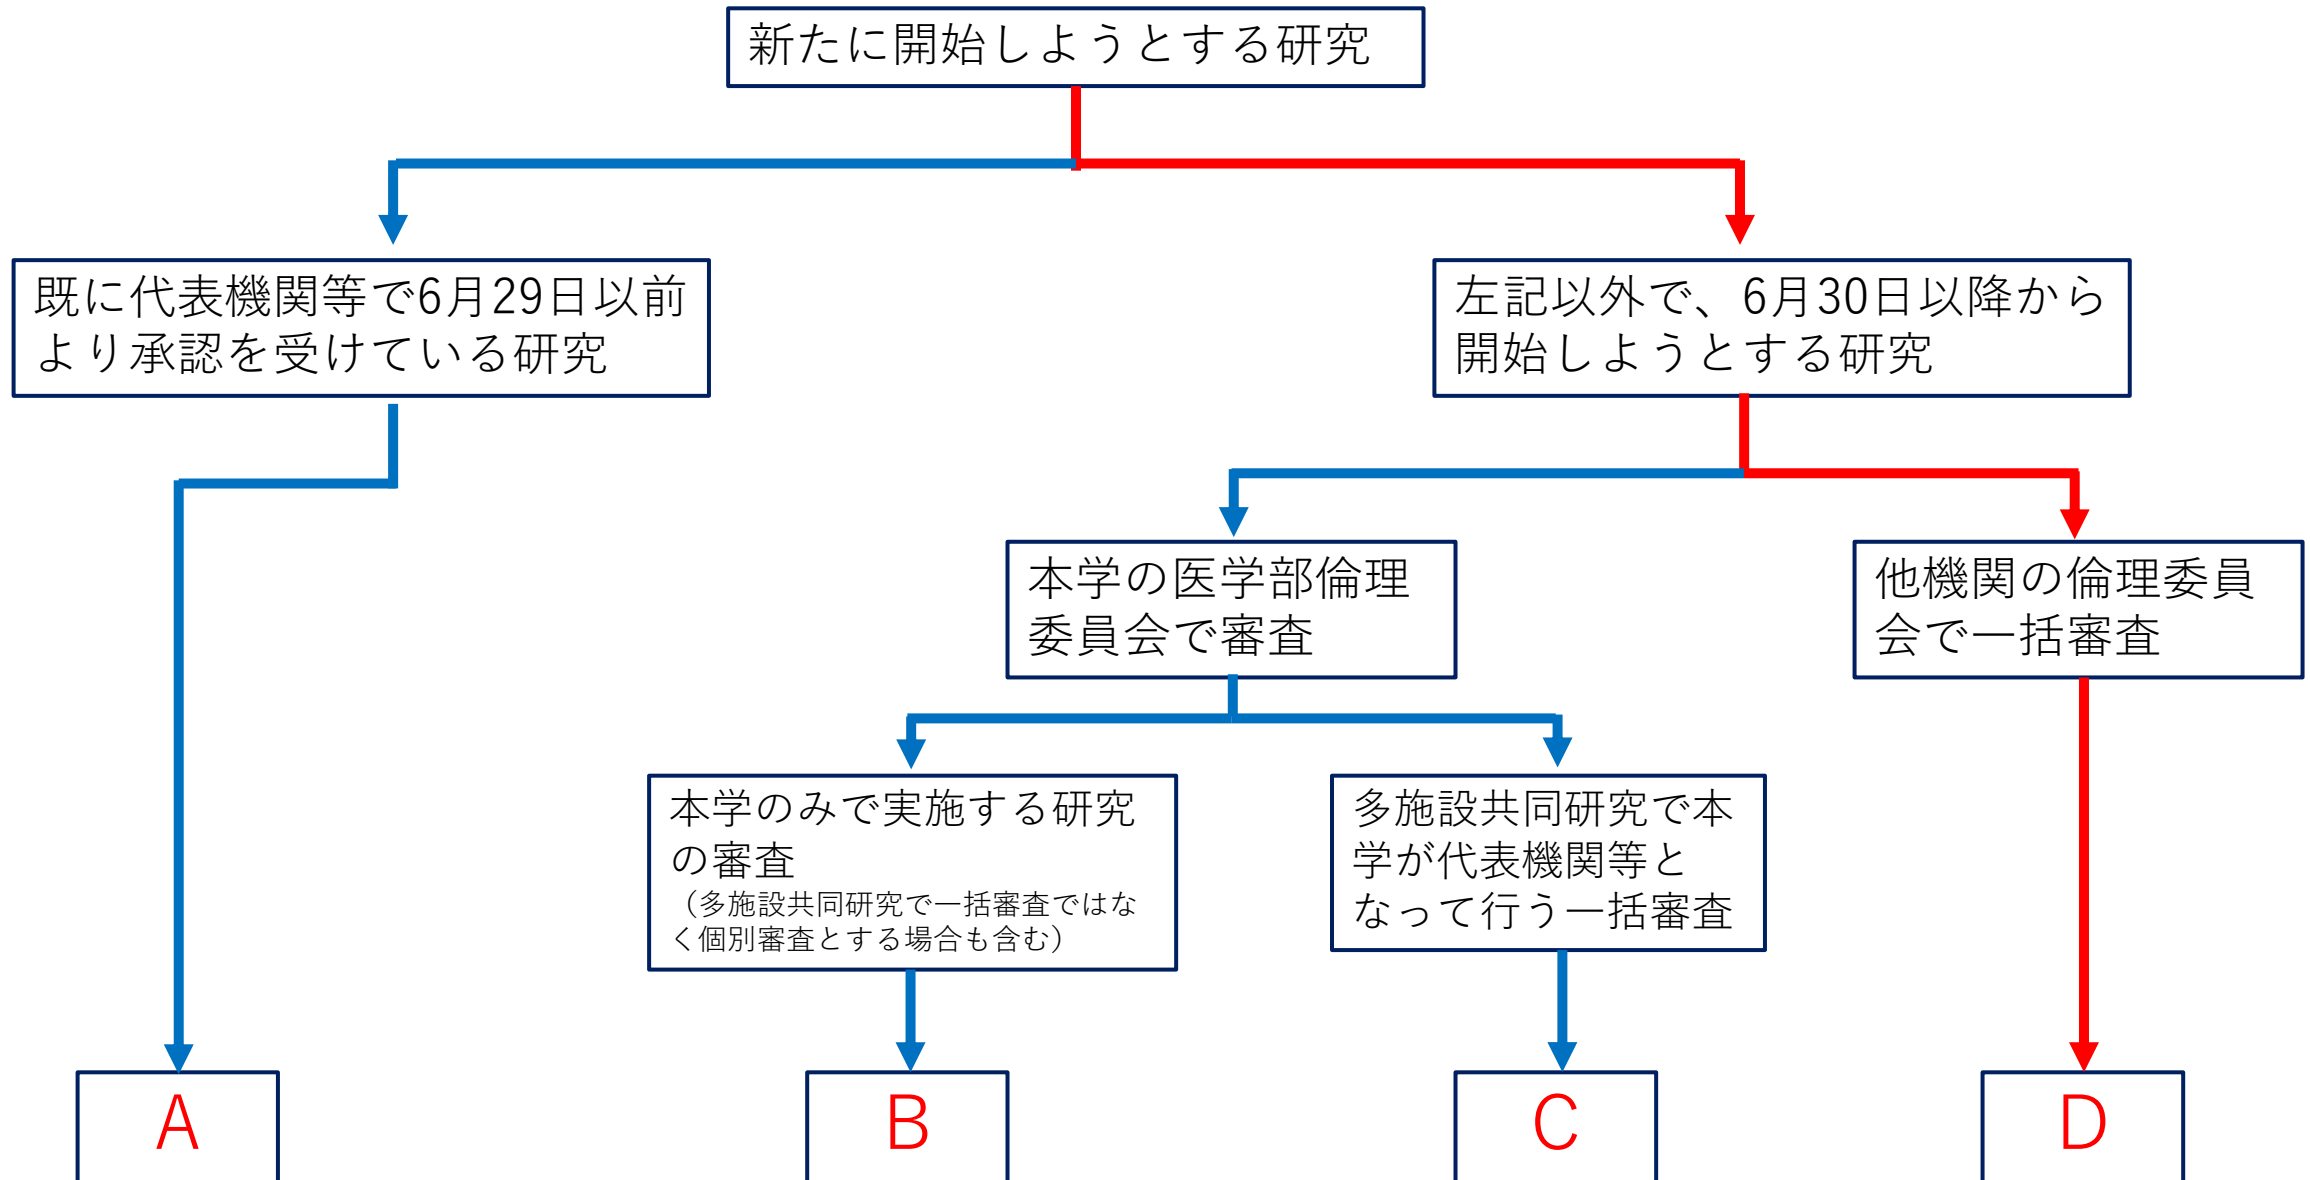 新たに開始しようとする研究
既に代表機関等で6月29日以前
より承認を受けている研究
左記以外で、6月30日以降から
開始しようとする研究
本学の医学部倫理
委員会で審査
他機関の倫理委員
会で一括審査
本学のみで実施する研究
の審査
（多施設共同研究で一括審査ではな
く個別審査とする場合も含む）
多施設共同研究で本
学が代表機関等と
なって行う一括審査
A
B
C
D